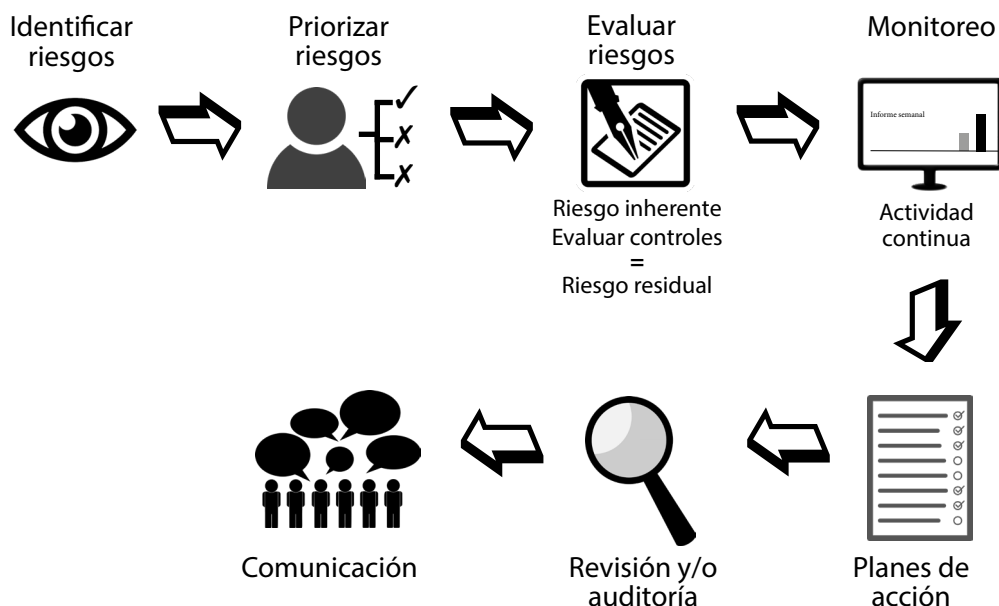 Identificar
riesgos
Priorizar
riesgos
Evaluar
riesgos
Monitoreo
Informe semanal
Riesgo inherente
Evaluar controles
=
Riesgo residual
Actividad
continua
Comunicación
Revisión y/o
auditoría
Planes de
acción